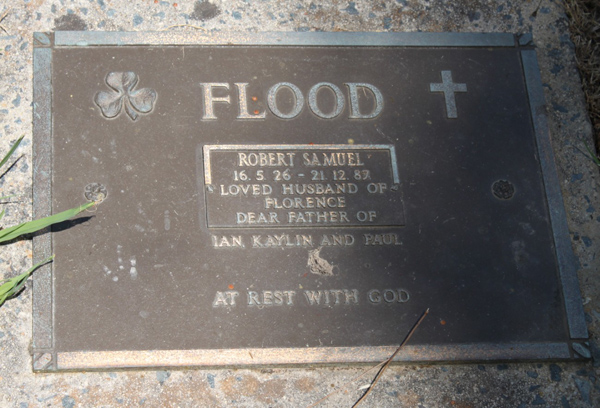 FLOOD
ROBERT SAMUEL
16. 5. 26 - 21. 12. 87.
LOVED HUSBAND OF
FLORENCE
DEAR FATHER OF
IAN, KAYLIN AND PAUL
AT REST WITH GOD